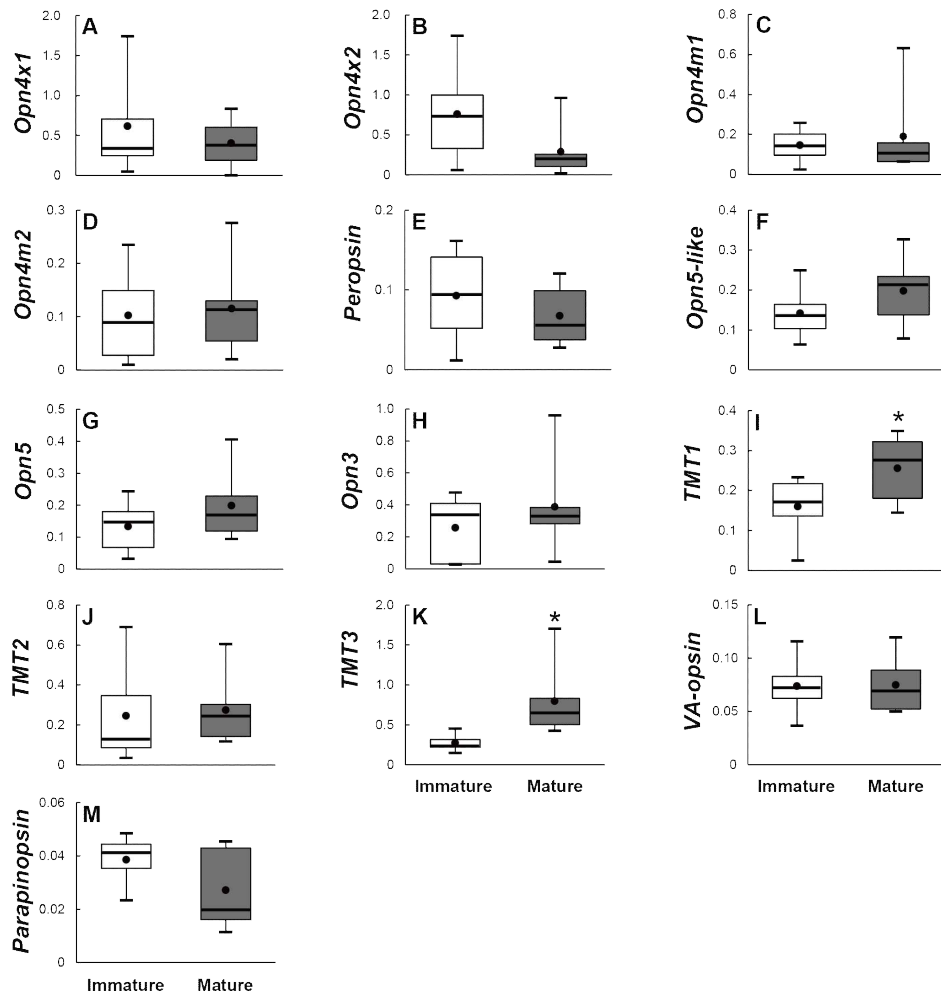 A
Opn4x1
2.0
1.5
1.0
0.5
0
B
Opn4x2
2.0
1.5
1.0
0.5
0
C
Opn4m1
0.8
0.6
0.4
0.2
0
D
Opn4m2
0.3
0.2
0.1
0
E
Peropsin
0.2
0.1
0
F
Opn5-like
0.4
0.3
0.2
0.1
0
G
Opn5
0.5
0.4
0.3
0.2
0.1
0
H
Opn3
1.0
0.8
0.6
0.4
0.2
0
I
TMT1
0.4
0.3
0.2
0.1
0
*
J
TMT2
0.8
0.6
0.4
0.2
0
K
TMT3
2.0
1.5
1.0
0.5
0
*
Immature Mature
L
VA-opsin
0.15
0.10
0.05
0
Immature Mature
M
Parapinopsin
0.06
0.04
0.02
0
Immature Mature